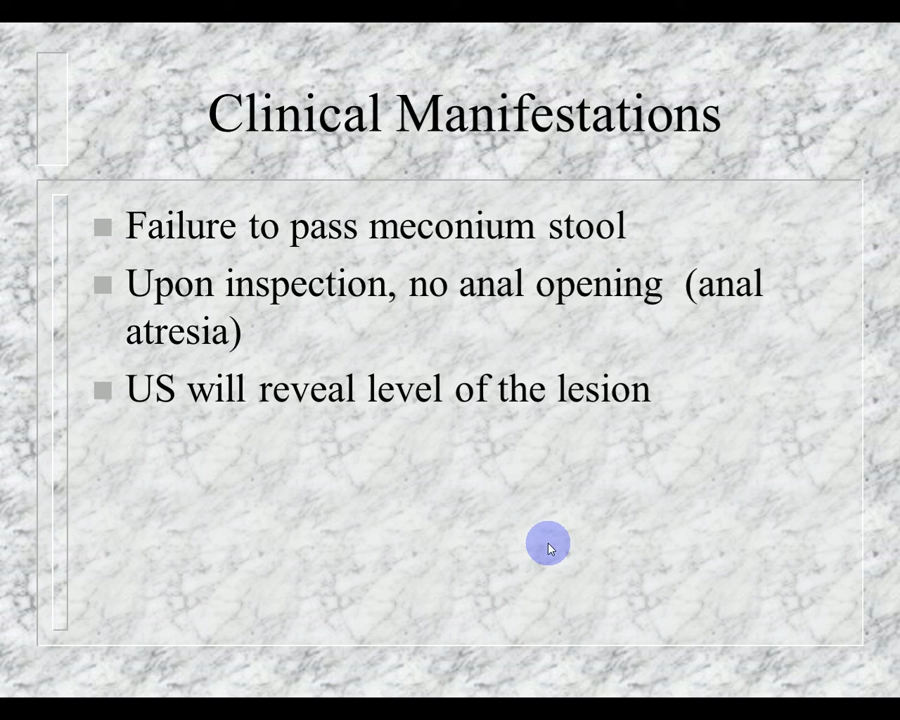 Clinical Manifestations
Failure to pass meconium stool
Upon inspection, no anal opening  (anal
atresia)
US will reveal level of the lesion